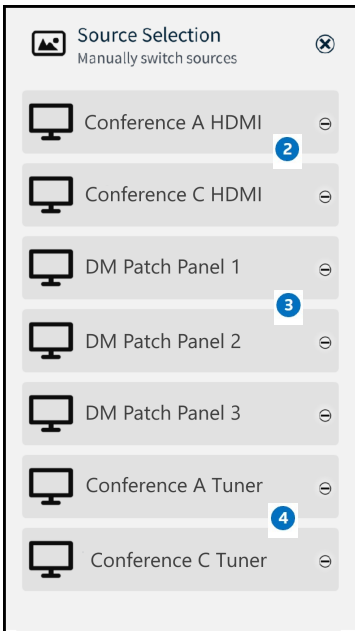 Source Selection
Manually switch sources
Conference A HDMI
2
Conference C HDMI
DM Patch Panel 1
3
DM Patch Panel 2
DM Patch Panel 3
Conference A Tuner
4
Conference C Tuner